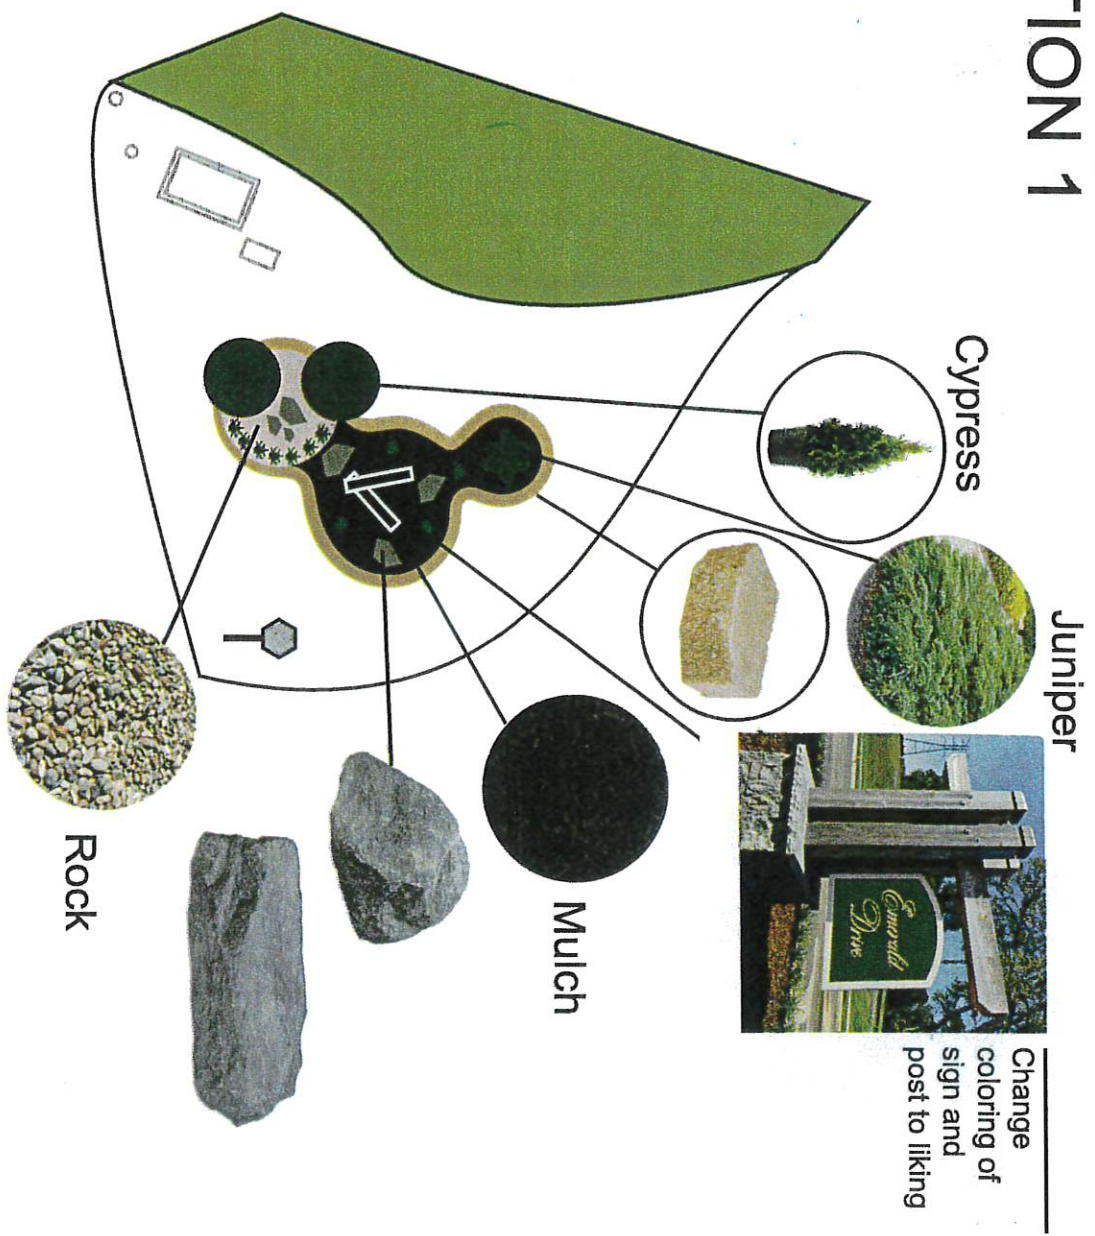 TION 1
Cypress
Juniper
Emerald
Drive
Change
coloring of
sign and
post to liking
Mulch
Rock